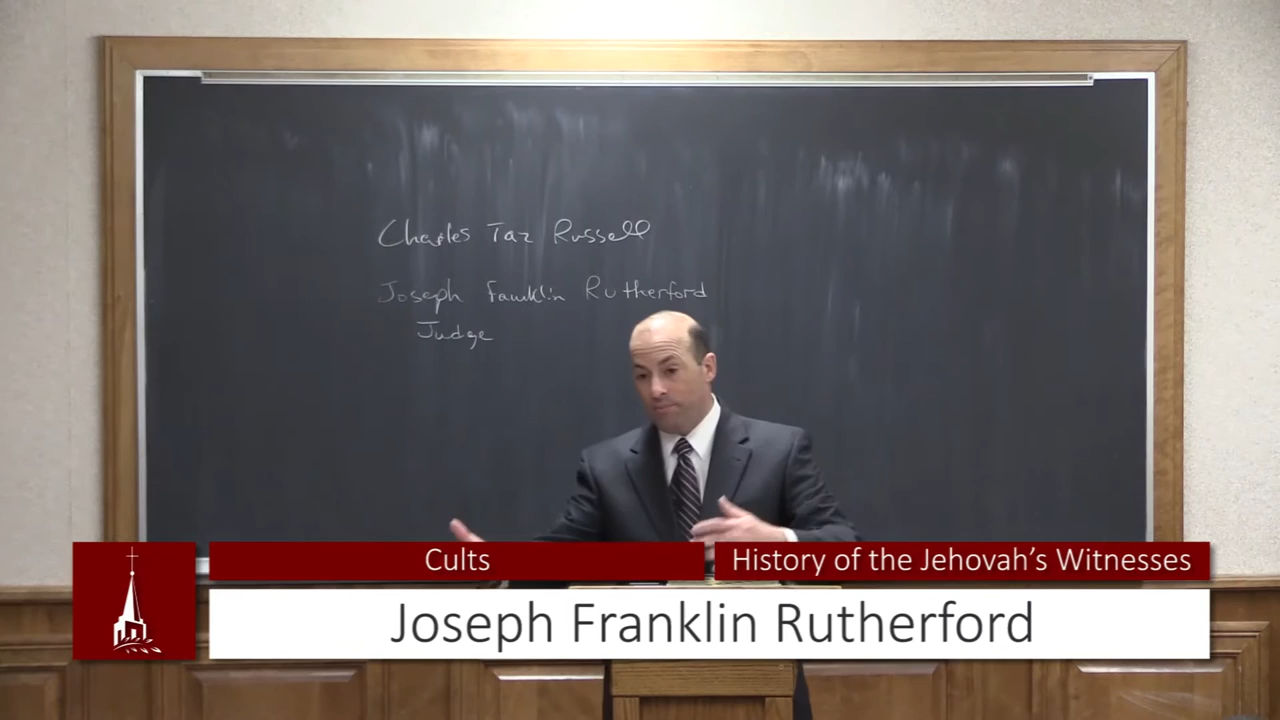 Charles Taz Russell
Joseph Franklin Rutherford
Judge
Cults
History of the Jehovah's Witnesses
Joseph Franklin Rutherford